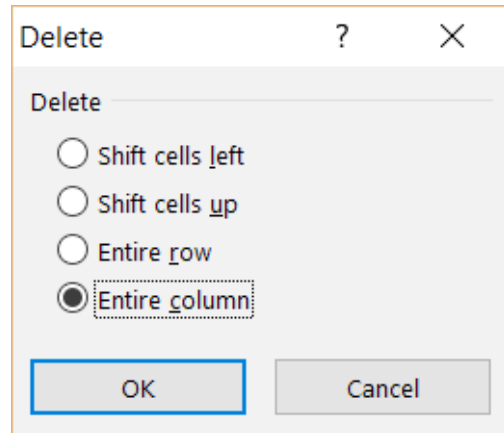 Delete ?
Delete
Shift cells left
Shift cells up
Entire row
Entire column
OK Cancel